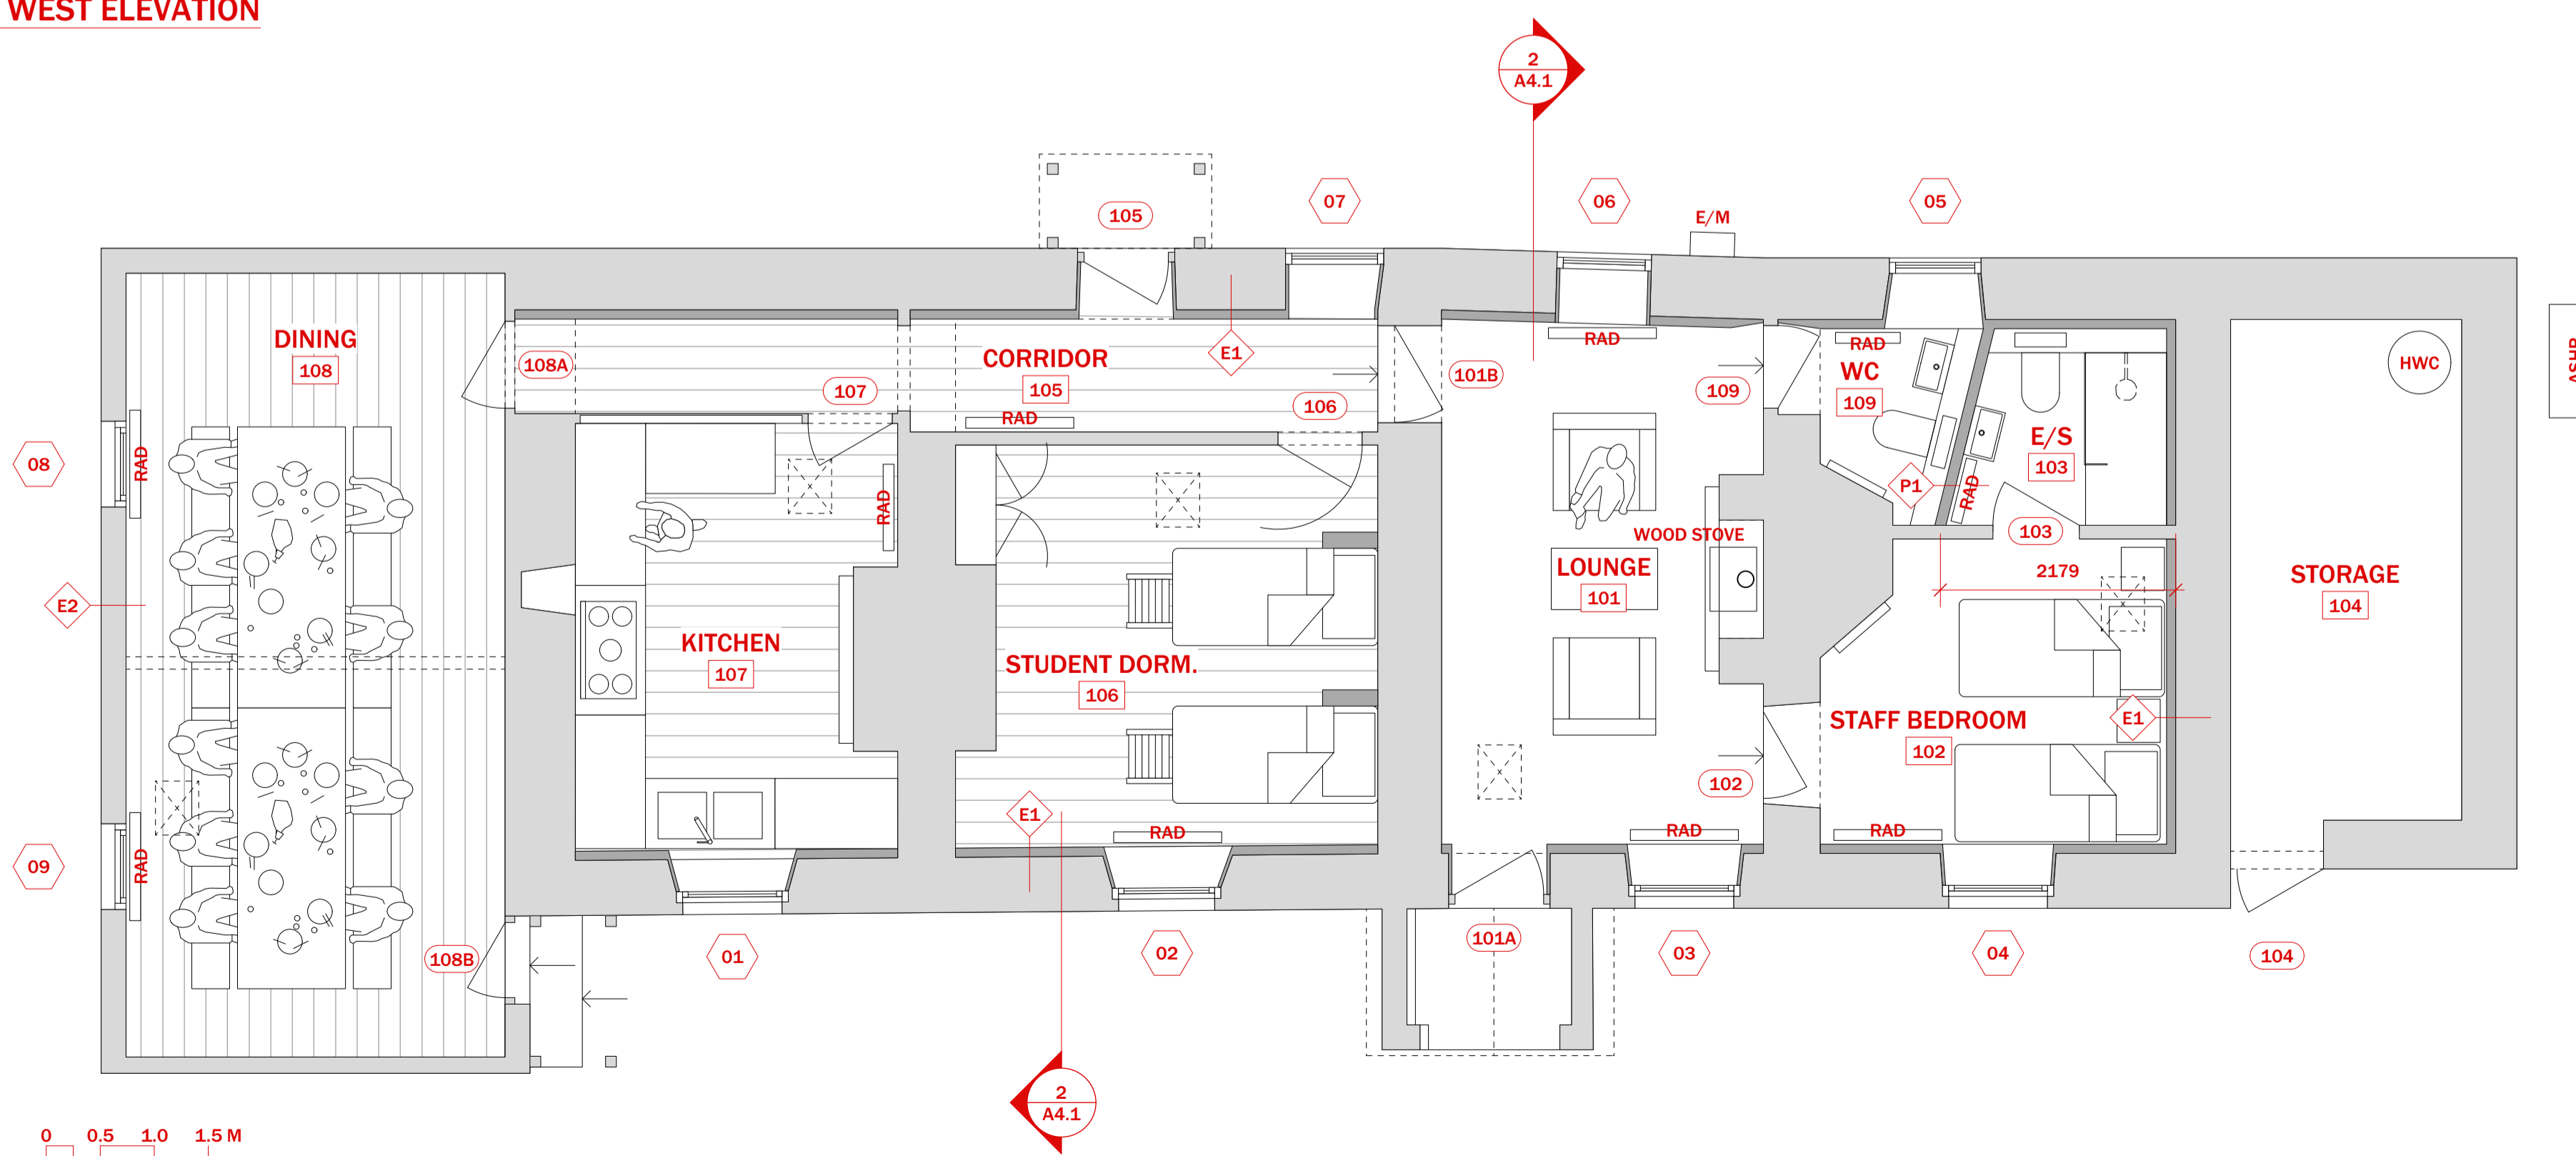 WEST ELEVATION
2
A4.1
105
07
06
E/M
05
DINING
108
108A
107
CORRIDOR
105
RAD
E1
106
101B
RAD
109
RAD
WC
109
P1
RAD
E/S
103
103
HWC
ASHP
08
RAD
E2
RAD
KITCHEN
107
STUDENT DORM.
106
WOOD STOVE
LOUNGE
101
2179
STORAGE
104
STAFF BEDROOM
102
E1
102
09
RAD
E1
RAD
RAD
RAD
108B
01
02
101A
03
04
104
2
A4.1
0 0.5 1.0 1.5 M